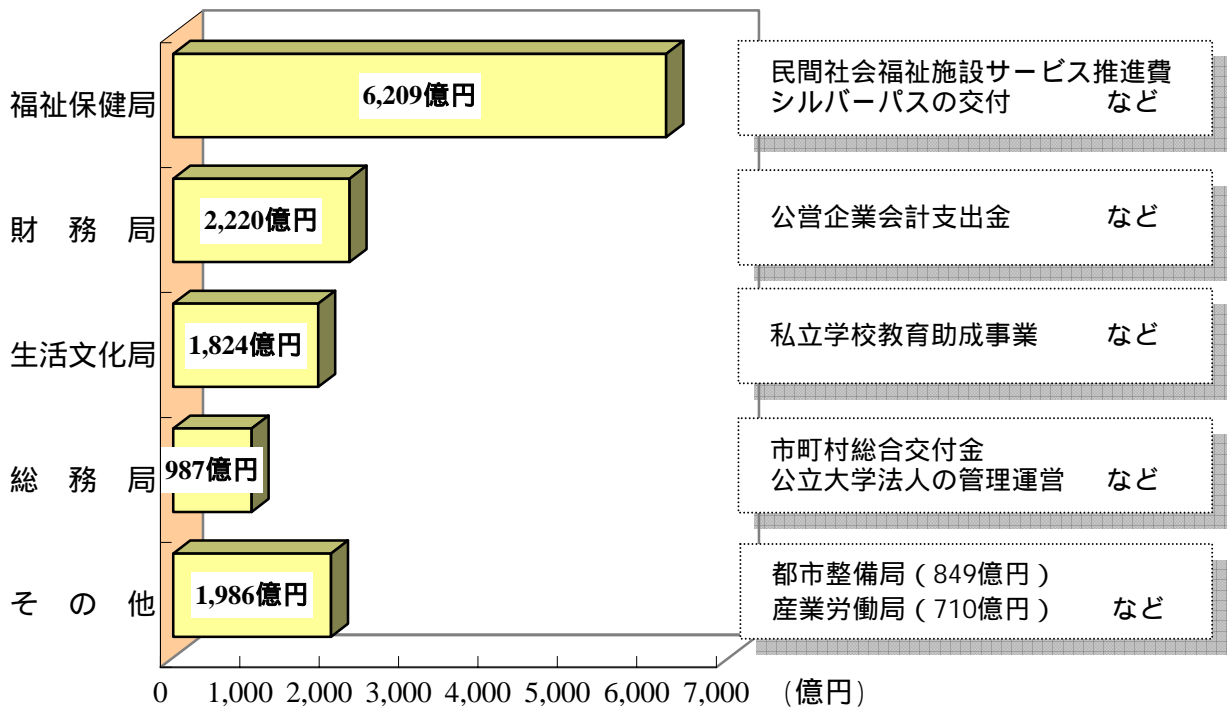 福祉保健局
6,209億円
民間社会福祉施設サービス推進費
シルバーパスの交付 など
財務局
2,220億円
公営企業会計支出金 など
生活文化局
1,824億円
私立学校教育助成事業 など
総務局
987億円
市町村総合交付金
公立大学法人の管理運営 など
その他
1,986億円
都市整備局(849億円)
産業労働局(710億円) など
0 1,000 2,000 3,000 4,000 5,000 6,000 7,000 (億円)